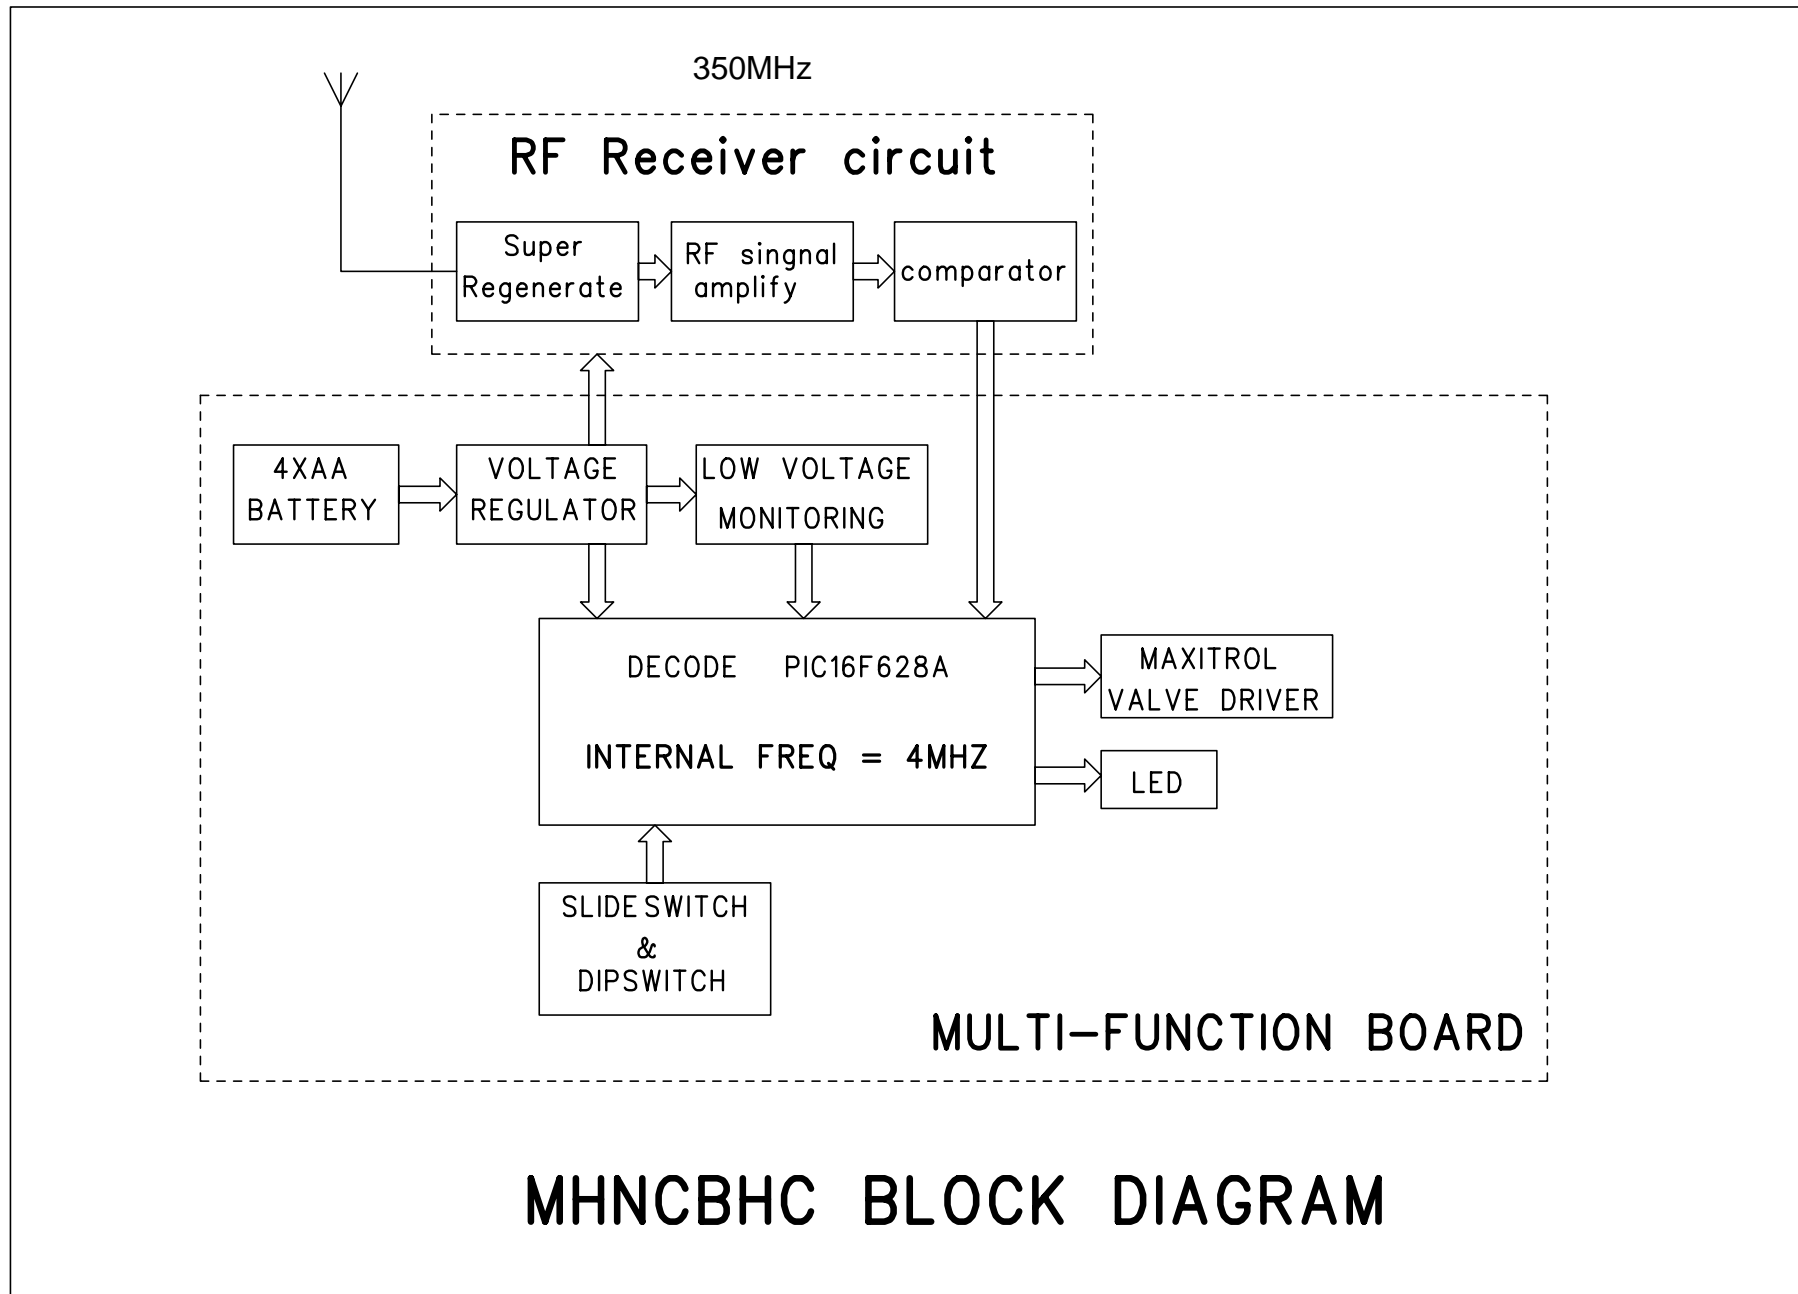 350MHz
RF Receiver circuit
Super
Regenerate
RF singnal
amplify
comparator
4XAA
BATTERY
VOLTAGE
REGULATOR
LOW VOLTAGE
MONITORING
DECODE PIC16F628A
INTERNAL FREQ = 4MHZ
MAXITROL
VALVE DRIVER
LED
SLIDE SWITCH
&
DIPSWITCH
MULTI-FUNCTION BOARD
MHNCBHC BLOCK DIAGRAM